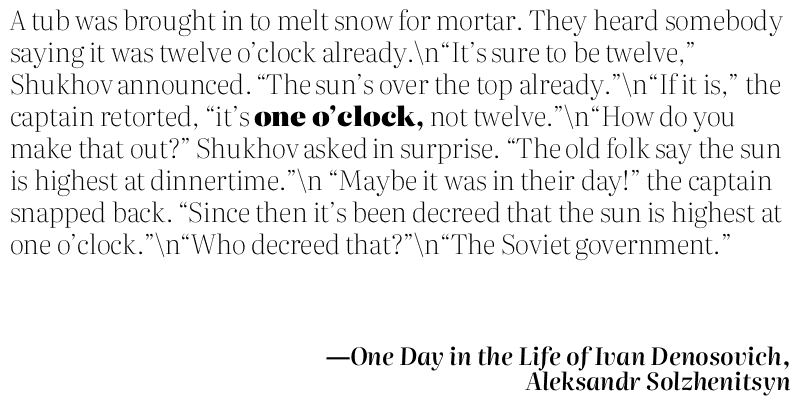 A tub was brought in to melt snow for mortar. They heard somebody
saying it was twelve o’clock already.\n“It’s sure to be twelve,”
Shukhov announced. “The sun’s over the top already.”\n“If it is,” the
captain retorted, “it’s one o’clock, not twelve.”\n“How do you
make that out?” Shukhov asked in surprise. “The old folk say the sun
is highest at dinnertime.”\n “Maybe it was in their day!” the captain
snapped back. “Since then it’s been decreed that the sun is highest at
one o’clock.”\n“Who decreed that?”\n“The Soviet government.”
—One Day in the Life of Ivan Denosovich,
Aleksandr Solzhenitsyn